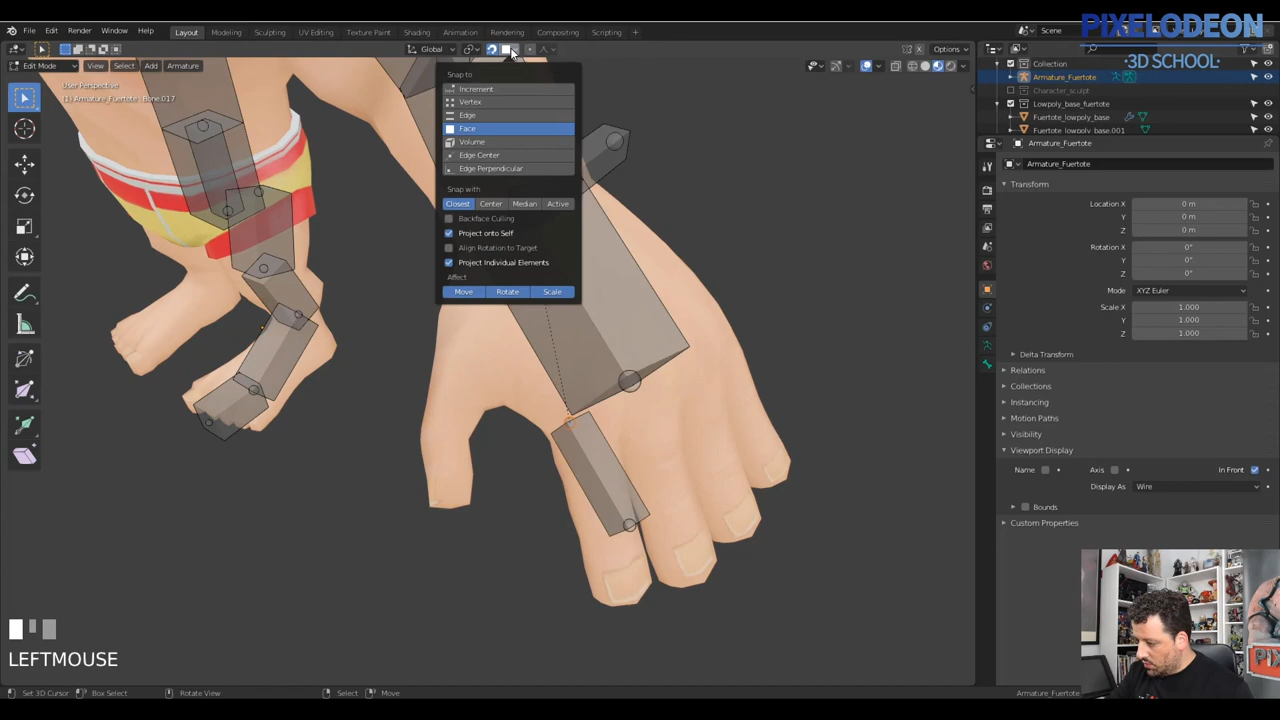 PIXELODEON
·3D SCHOOL·
File Edit Render Window Help
Layout Modeling Sculpting UV Editing Texture Paint Shading Animation Rendering Compositing Scripting +
Scene
Global
Options
Edit Mode View Select Add Armature
User Perspective
(1) Armature_Fuertote : Bone.017
Snap to
Increment
Vertex
Edge
Face
Volume
Edge Center
Edge Perpendicular
Snap with
Closest Center Median Active
Backface Culling
Project onto Self
Align Rotation to Target
Project Individual Elements
Affect
Move Rotate Scale
Collection
Armature_Fuertote
Character_sculpt
Lowpoly_base_fuertote
Fuertote_lowpoly_base
Fuertote_lowpoly_base.001
Armature_Fuertote
Armature_Fuertote
Transform
Location X 0 m
Y 0 m
Z 0 m
Rotation X 0°
Y 0°
Z 0°
Mode XYZ Euler
Scale X 1.000
Y 1.000
Z 1.000
Delta Transform
Relations
Collections
Instancing
Motion Paths
Visibility
Viewport Display
Name Axis In Front
Display As Wire
Bounds
Custom Properties
LEFTMOUSE
Set 3D Cursor Box Select Rotate View Select Move
Armature_Fuertote